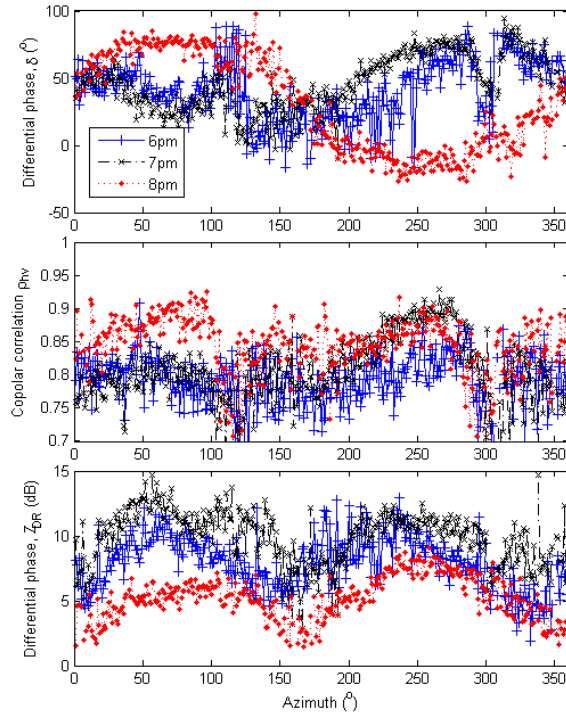 Differential phase, δ (°)
100
50
0
-50
6pm
7pm
8pm
0 50 100 150 200 250 300 350
Copolar correlation ρhv
1
0.95
0.9
0.85
0.8
0.75
0.7
0 50 100 150 200 250 300 350
Differential phase, ZDR (dB)
15
10
5
0
0 50 100 150 200 250 300 350
Azimuth (°)